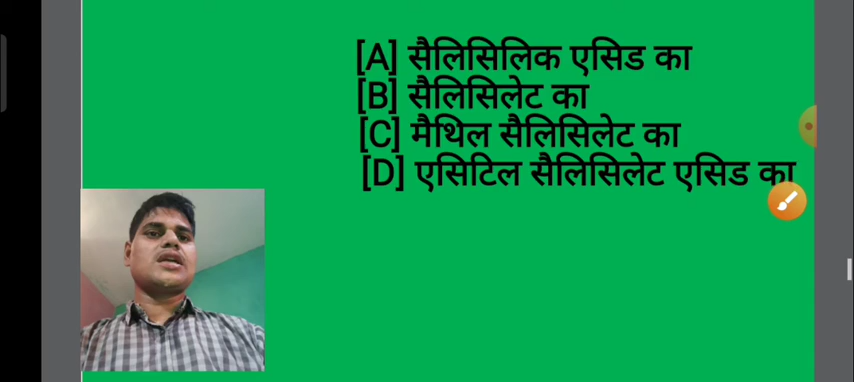 [A] सैलिसिलिक एसिड का
[B] सैलिसिलेट का
[C] मैथिल सैलिसिलेट का
[D] एसिटिल सैलिसिलेट एसिड का